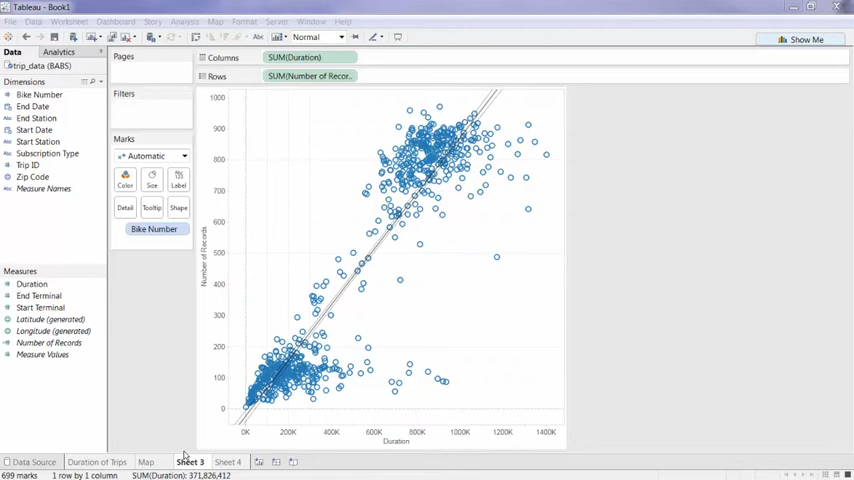 Tableau - Book1
File Data Worksheet Dashboard Story Analysis Map Format Server Window Help
Normal
Abc
Show Me
Data Analytics
trip_data (BABS)
Dimensions
Bike Number
End Date
Abc End Station
Start Date
Abc Start Station
Abc Subscription Type
Trip ID
Zip Code
Abc Measure Names
Measures
Duration
End Terminal
Start Terminal
Latitude (generated)
Longitude (generated)
Number of Records
Measure Values
Pages
Filters
Marks
Automatic
Color Size Label
Detail Tooltip Shape
Bike Number
Columns SUM(Duration)
Rows SUM(Number of Recor..
1000
900
800
700
600
500
400
300
200
100
0
Number of Records
0K 200K 400K 600K 800K 1000K 1200K 1400K
Duration
Data Source Duration of Trips Map Sheet 3 Sheet 4
699 marks 1 row by 1 column SUM(Duration): 371,826,412